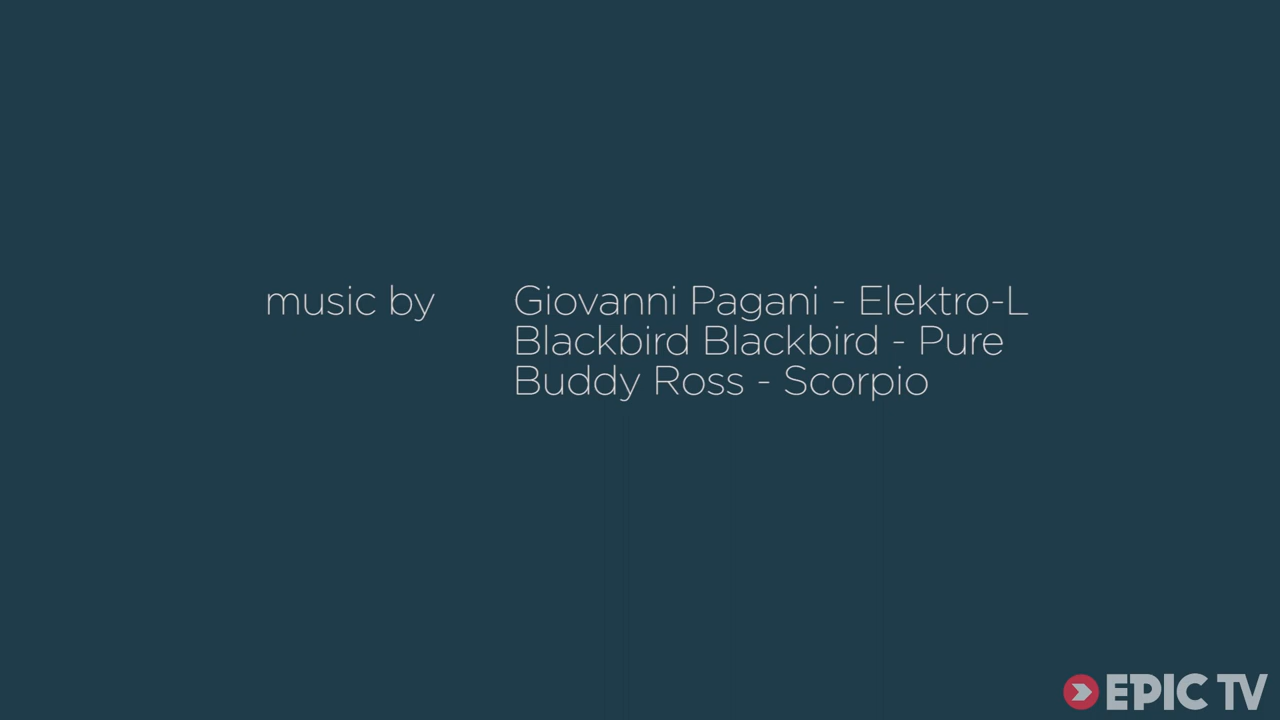 music by Giovanni Pagani - Elektro-L
Blackbird Blackbird - Pure
Buddy Ross - Scorpio
EPIC TV